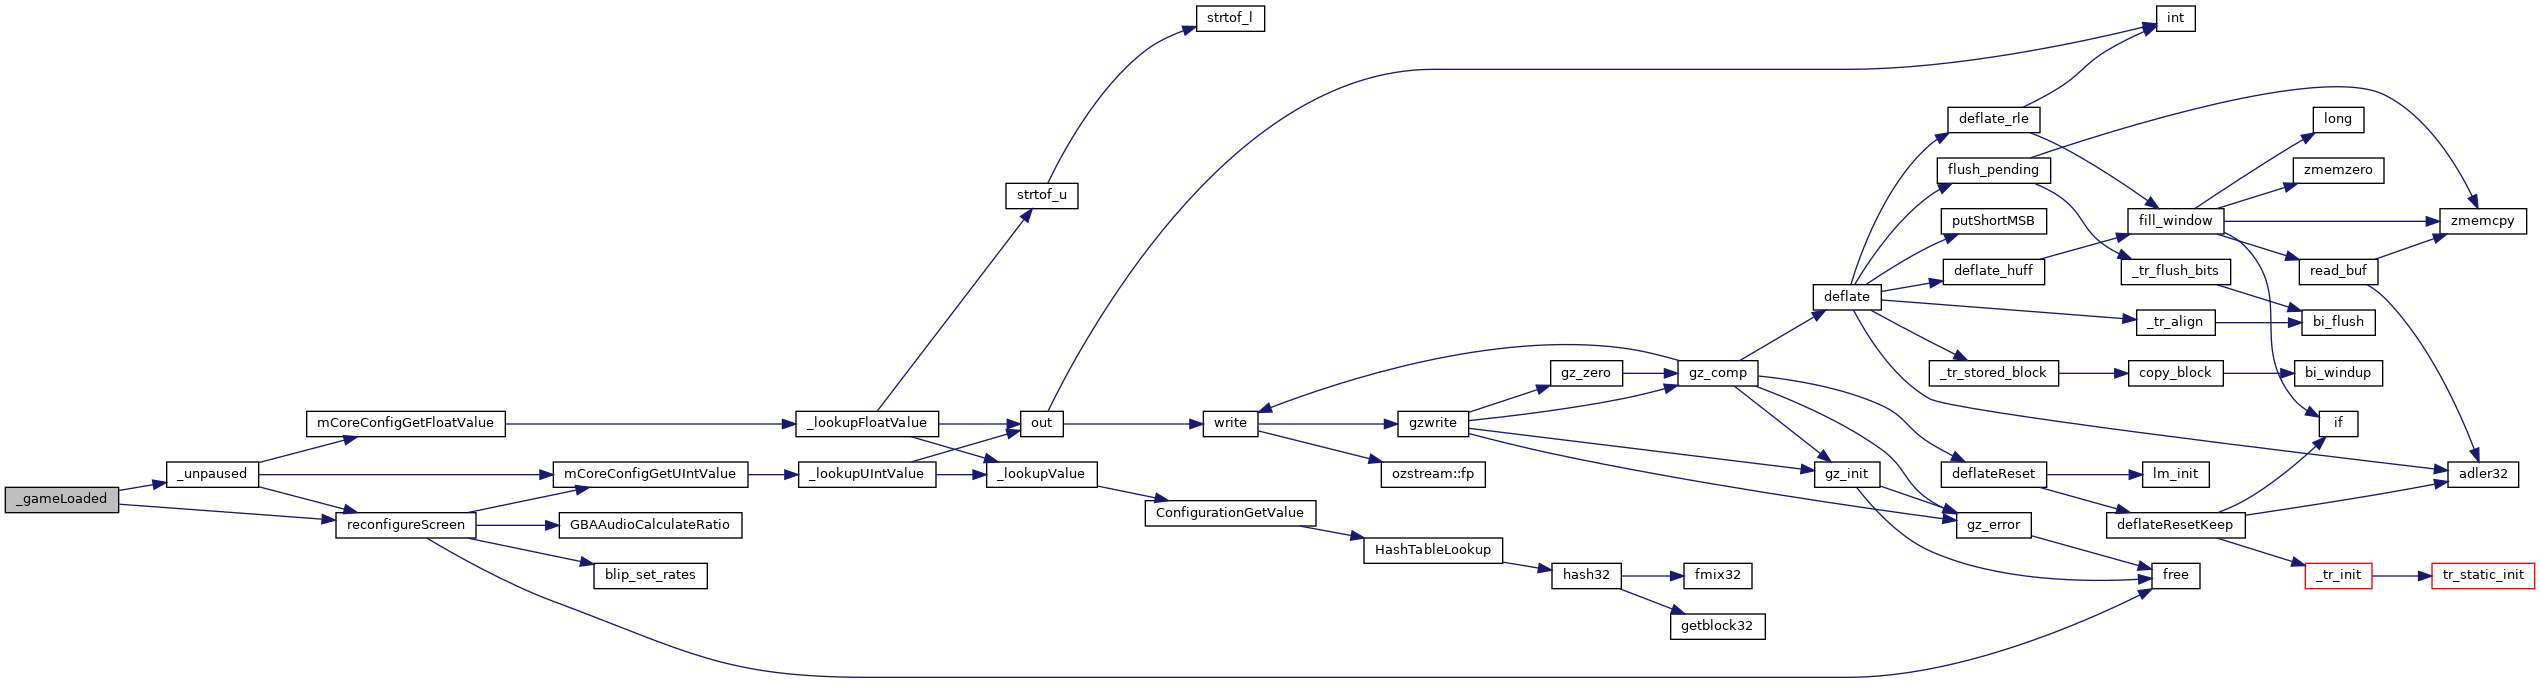 _gameLoaded
_unpaused
mCoreConfigGetFloatValue
mCoreConfigGetUIntValue
reconfigureScreen
GBAAudioCalculateRatio
blip_set_rates
_lookupFloatValue
_lookupUIntValue
strtof_u
strtof_l
out
_lookupValue
ConfigurationGetValue
HashTableLookup
hash32
fmix32
getblock32
write
gzwrite
ozstream::fp
gz_zero
gz_comp
gz_init
gz_error
free
deflate
deflate_rle
flush_pending
putShortMSB
deflate_huff
_tr_align
_tr_stored_block
deflateReset
lm_init
deflateResetKeep
int
fill_window
_tr_flush_bits
copy_block
long
zmemzero
zmemcpy
read_buf
bi_flush
bi_windup
if
adler32
_tr_init
tr_static_init